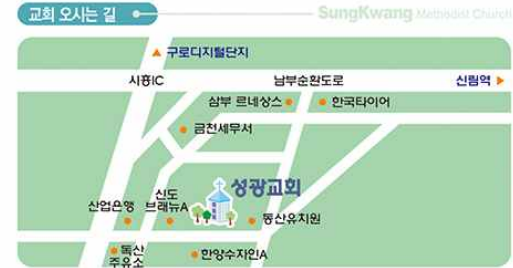 교회 오시는 길
SungKwang Methodist Church
▲ 구로디지털단지
시흥IC
남부순환도로
신림역 ▶
삼부 르네상스
한국타이어
금천세무서
성광교회
산업은행
신도
브래뉴A
동산유치원
독산
주유소
한양수자인A